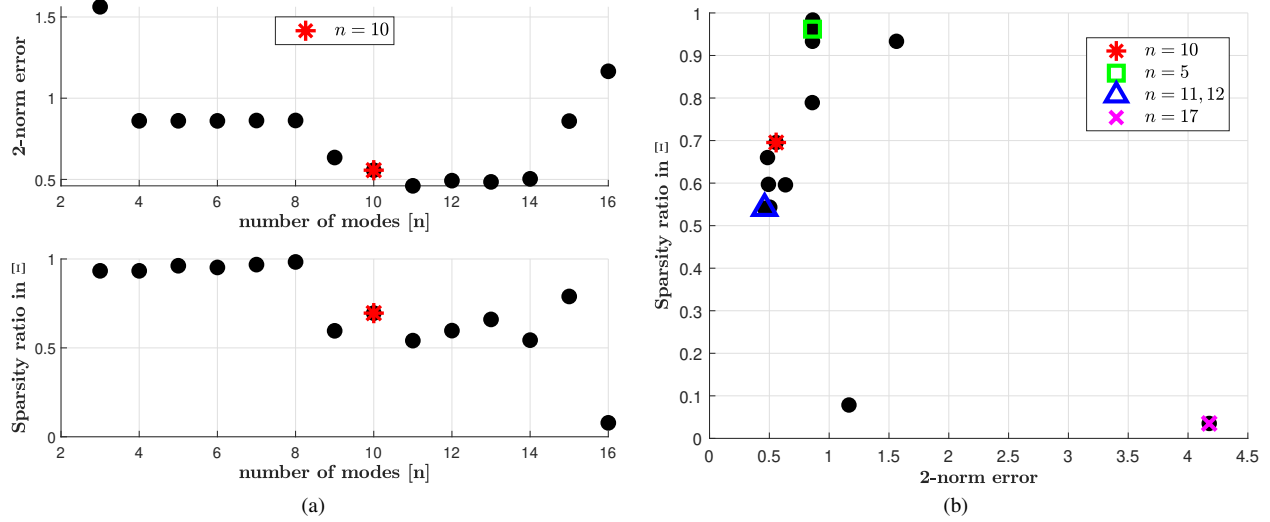 1.5
1
0.5
2-norm error
n = 10
2 4 6 8 10 12 14 16
number of modes [n]
1
0.5
0
Sparsity ratio in Ξ
2 4 6 8 10 12 14 16
number of modes [n]
(a)
1
0.9
0.8
0.7
0.6
0.5
0.4
0.3
0.2
0.1
0
Sparsity ratio in Ξ
n = 10
n = 5
n = 11, 12
n = 17
0 0.5 1 1.5 2 2.5 3 3.5 4 4.5
2-norm error
(b)